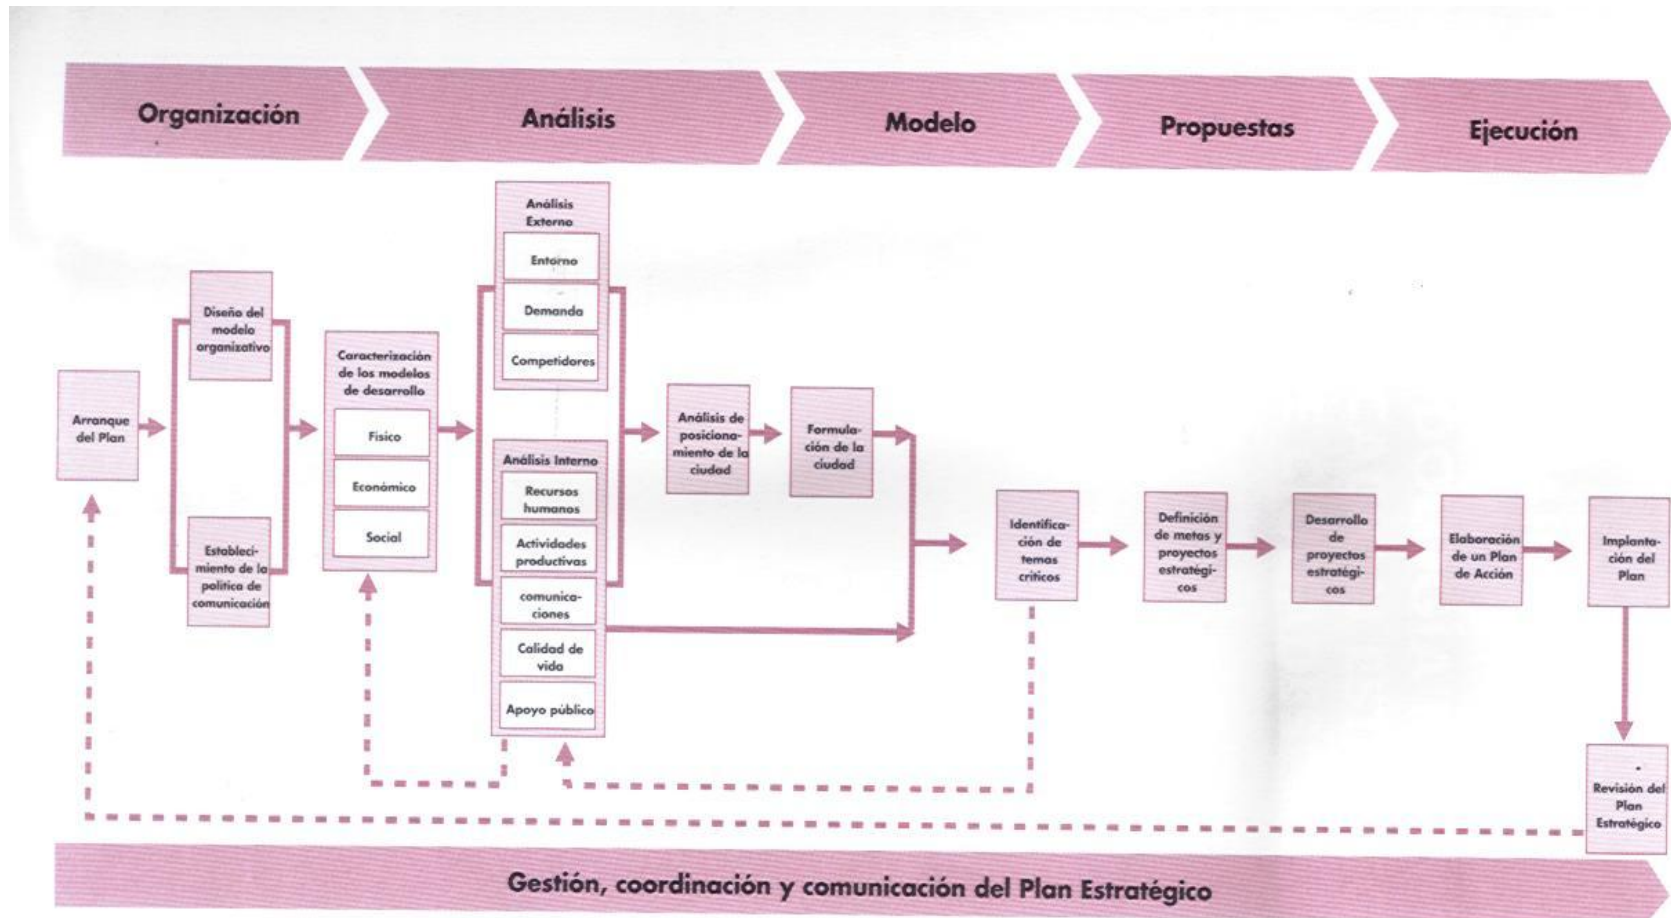 Organización
Análisis
Modelo
Propuestas
Ejecución
Arranque
del Plan
Diseño del
modelo
organizativo
Estableci-
miento de la
política de
comunicación
Caracterización
de los modelos
de desarrollo
Físico
Económico
Social
Análisis
Externo
Entorno
Demanda
Competidores
Análisis Interno
Recursos
humanos
Actividades
productivas
comunica-
ciones
Calidad de
vida
Apoyo público
Análisis de
posiciona-
miento de la
ciudad
Formula-
ción de la
ciudad
Identifica-
ción de
temas
críticos
Definición
de metas y
proyectos
estratégi-
cos
Desarrollo
de
proyectos
estratégi-
cos
Elaboración
de un Plan
de Acción
Implanta-
ción del
Plan
Revisión del
Plan
Estratégico
Gestión, coordinación y comunicación del Plan Estratégico